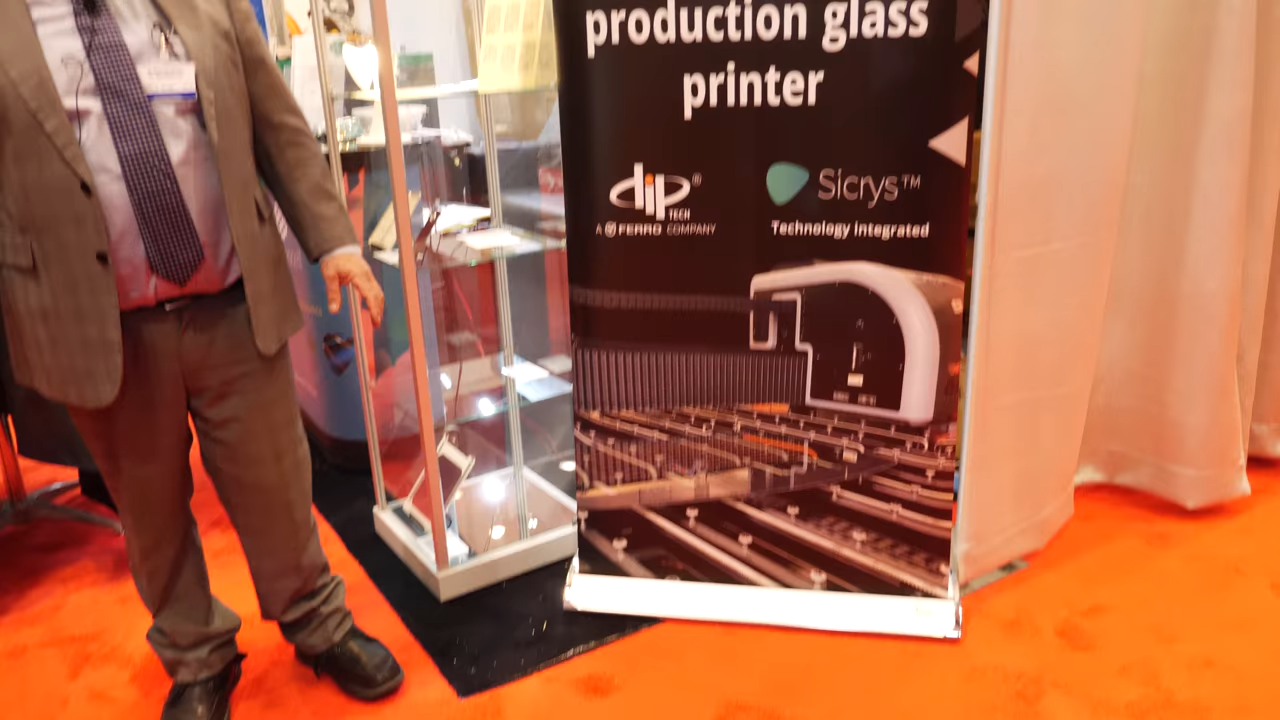 production glass
printer
dip®
TECH
A FERRO COMPANY
Sicrys™
Technology integrated